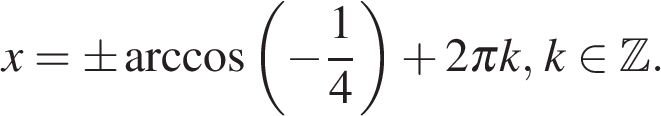 x = ± arccos(−1/4) + 2πk, k ∈ ℤ.